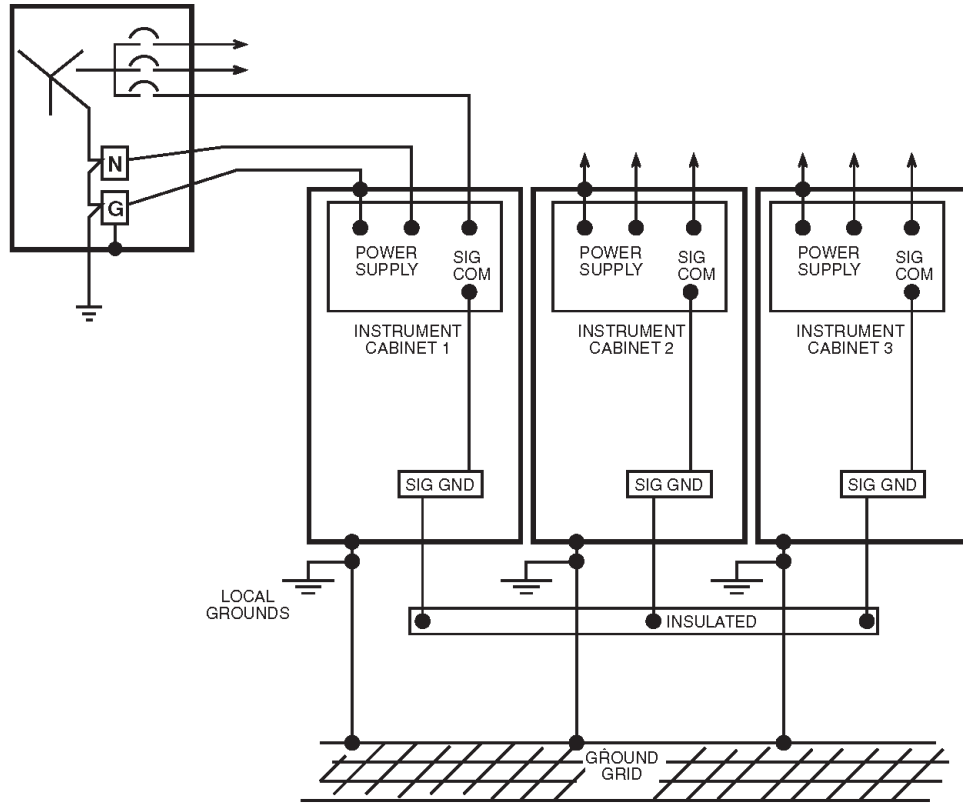 N
G
POWER
SUPPLY
SIG
COM
INSTRUMENT
CABINET 1
SIG GND
POWER
SUPPLY
SIG
COM
INSTRUMENT
CABINET 2
SIG GND
POWER
SUPPLY
SIG
COM
INSTRUMENT
CABINET 3
SIG GND
LOCAL
GROUNDS
INSULATED
GROUND
GRID